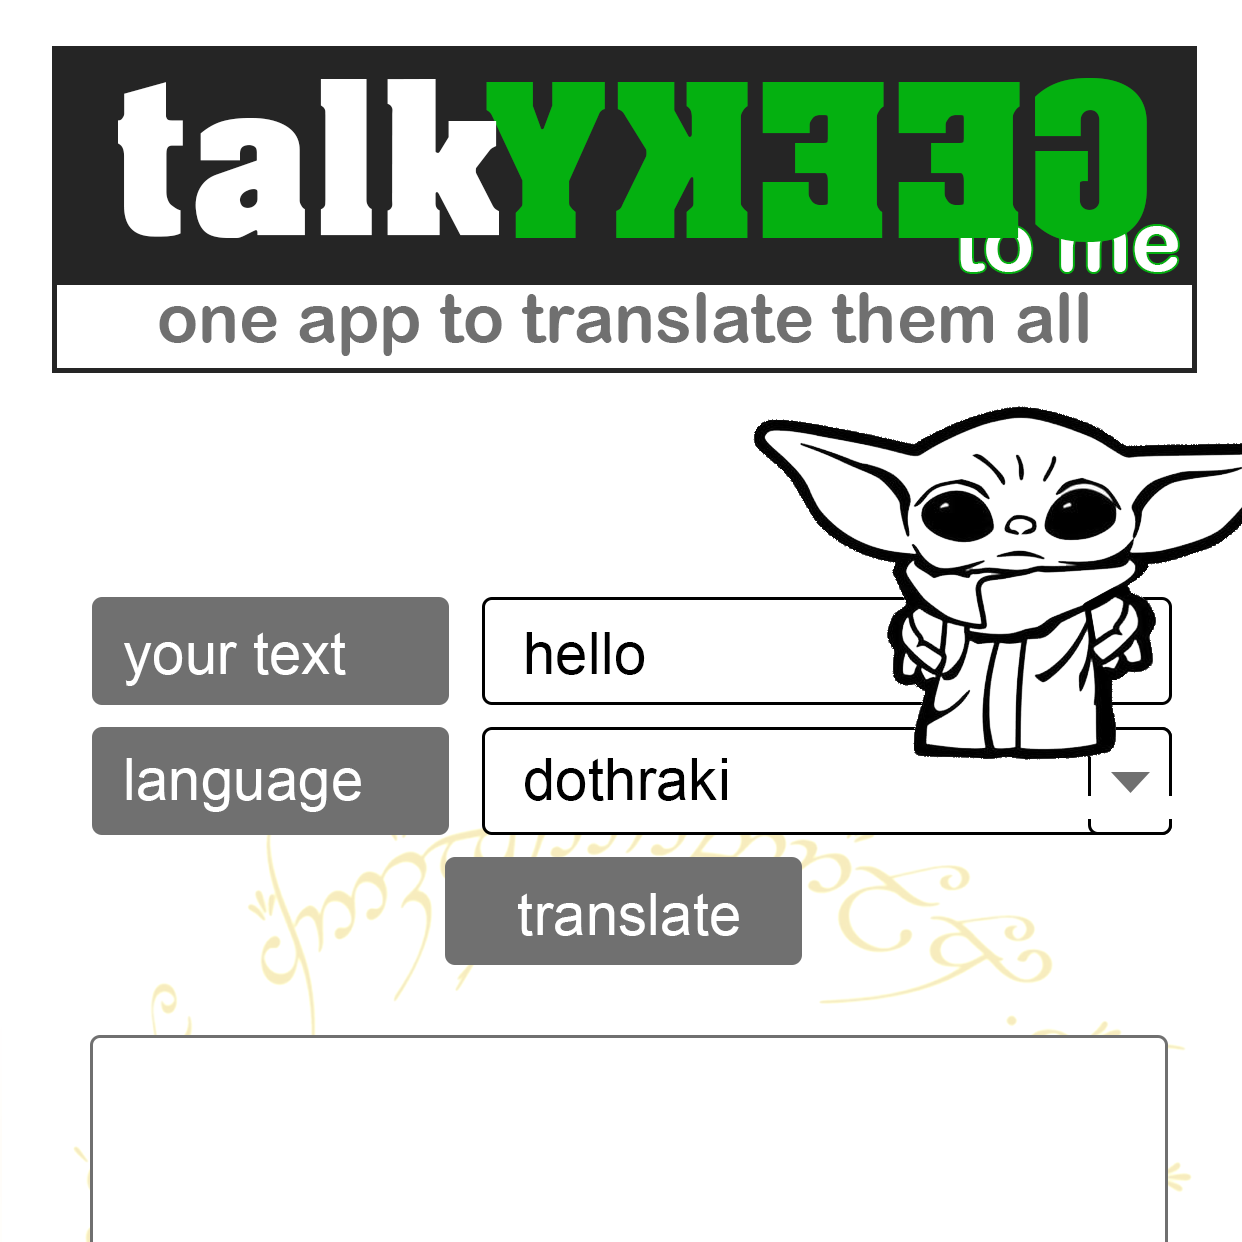 talkGEEKY
to me
one app to translate them all
your text hello
language dothraki
translate